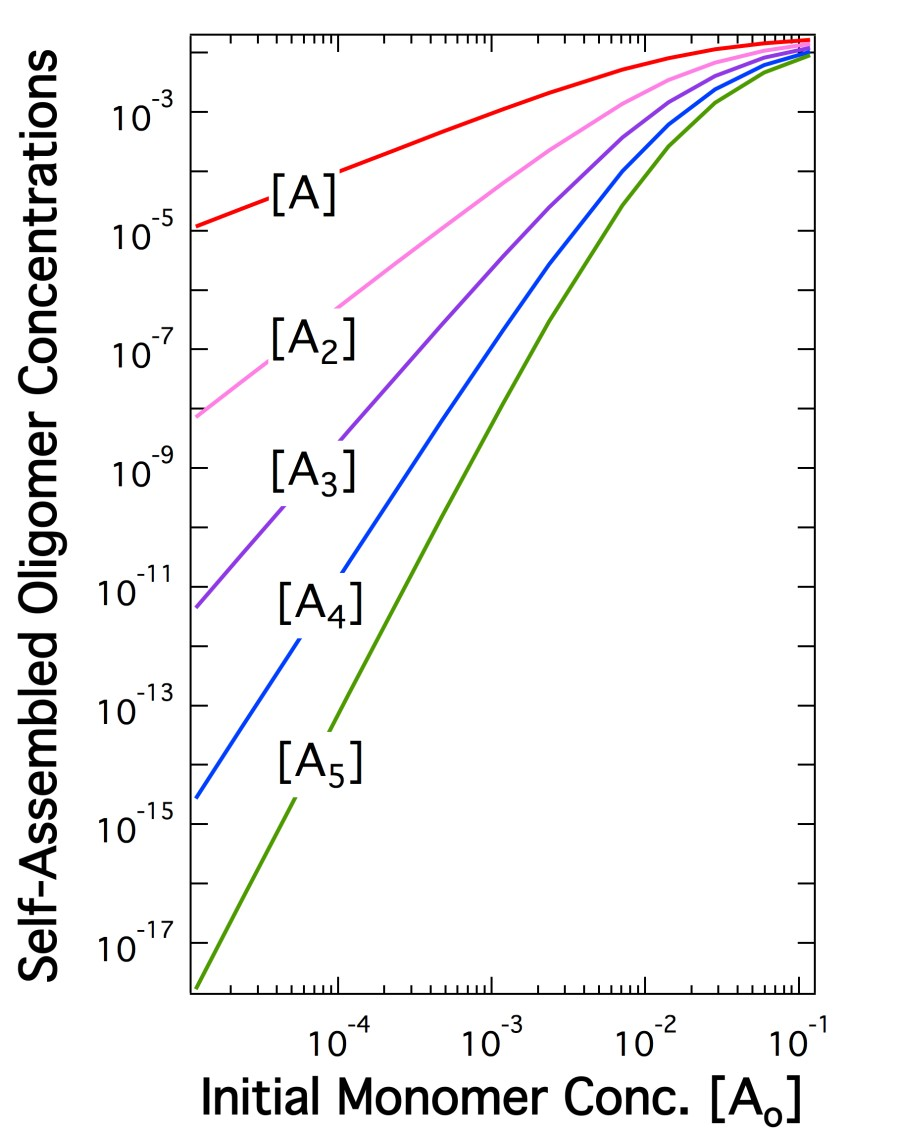 Self-Assembled Oligomer Concentrations
10⁻³
10⁻⁵
10⁻⁷
10⁻⁹
10⁻¹¹
10⁻¹³
10⁻¹⁵
10⁻¹⁷
[A]
[A₂]
[A₃]
[A₄]
[A₅]
10⁻⁴ 10⁻³ 10⁻² 10⁻¹
Initial Monomer Conc. [Aₒ]